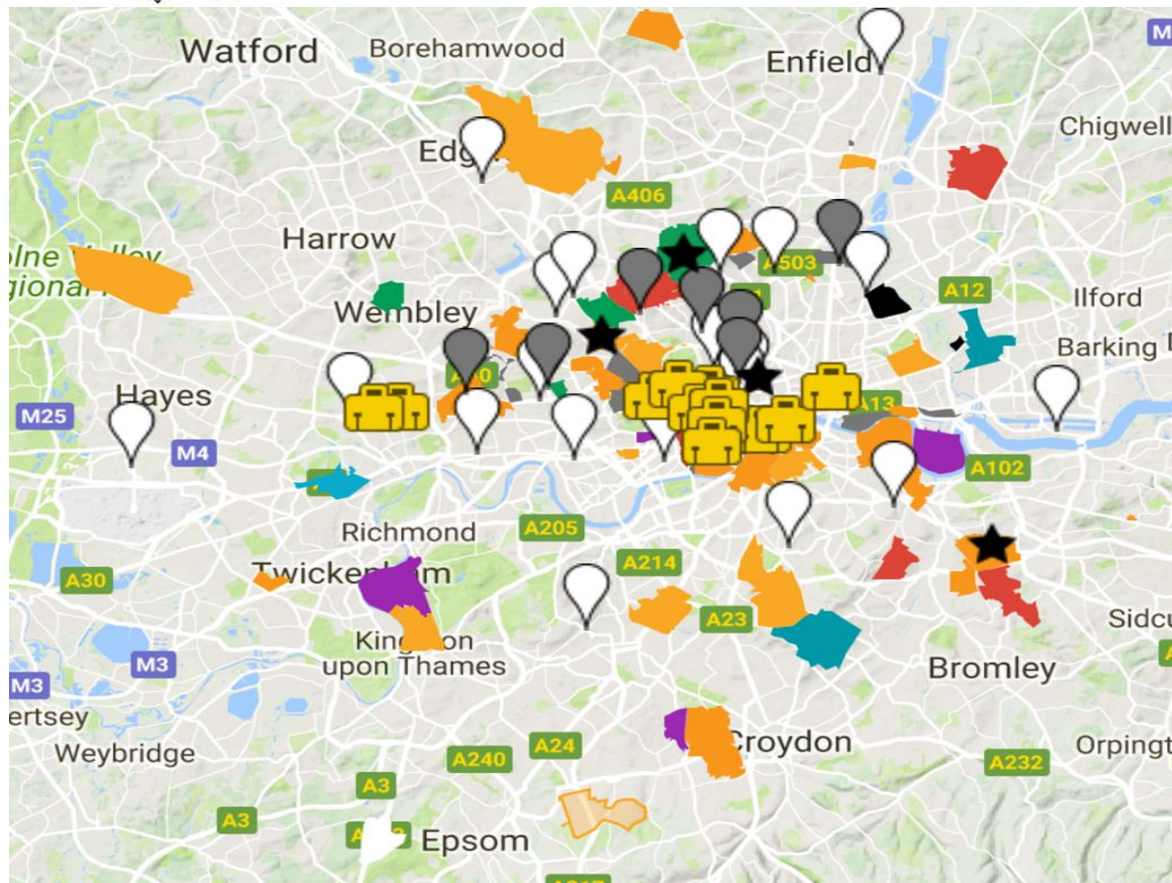 Watford
Borehamwood
Enfield
M
Chigwell
A406
Harrow
A503
A12
Ilford
Wembley
Barking
Hayes
M25
A13
M4
A102
Richmond
A205
A30
Twickenham
A214
A23
Kingston
upon Thames
Sidcu
M3
M3
Bromley
ertsey
Weybridge
A24
A240
Croydon
Orpingt
A232
A3
A3
Epsom